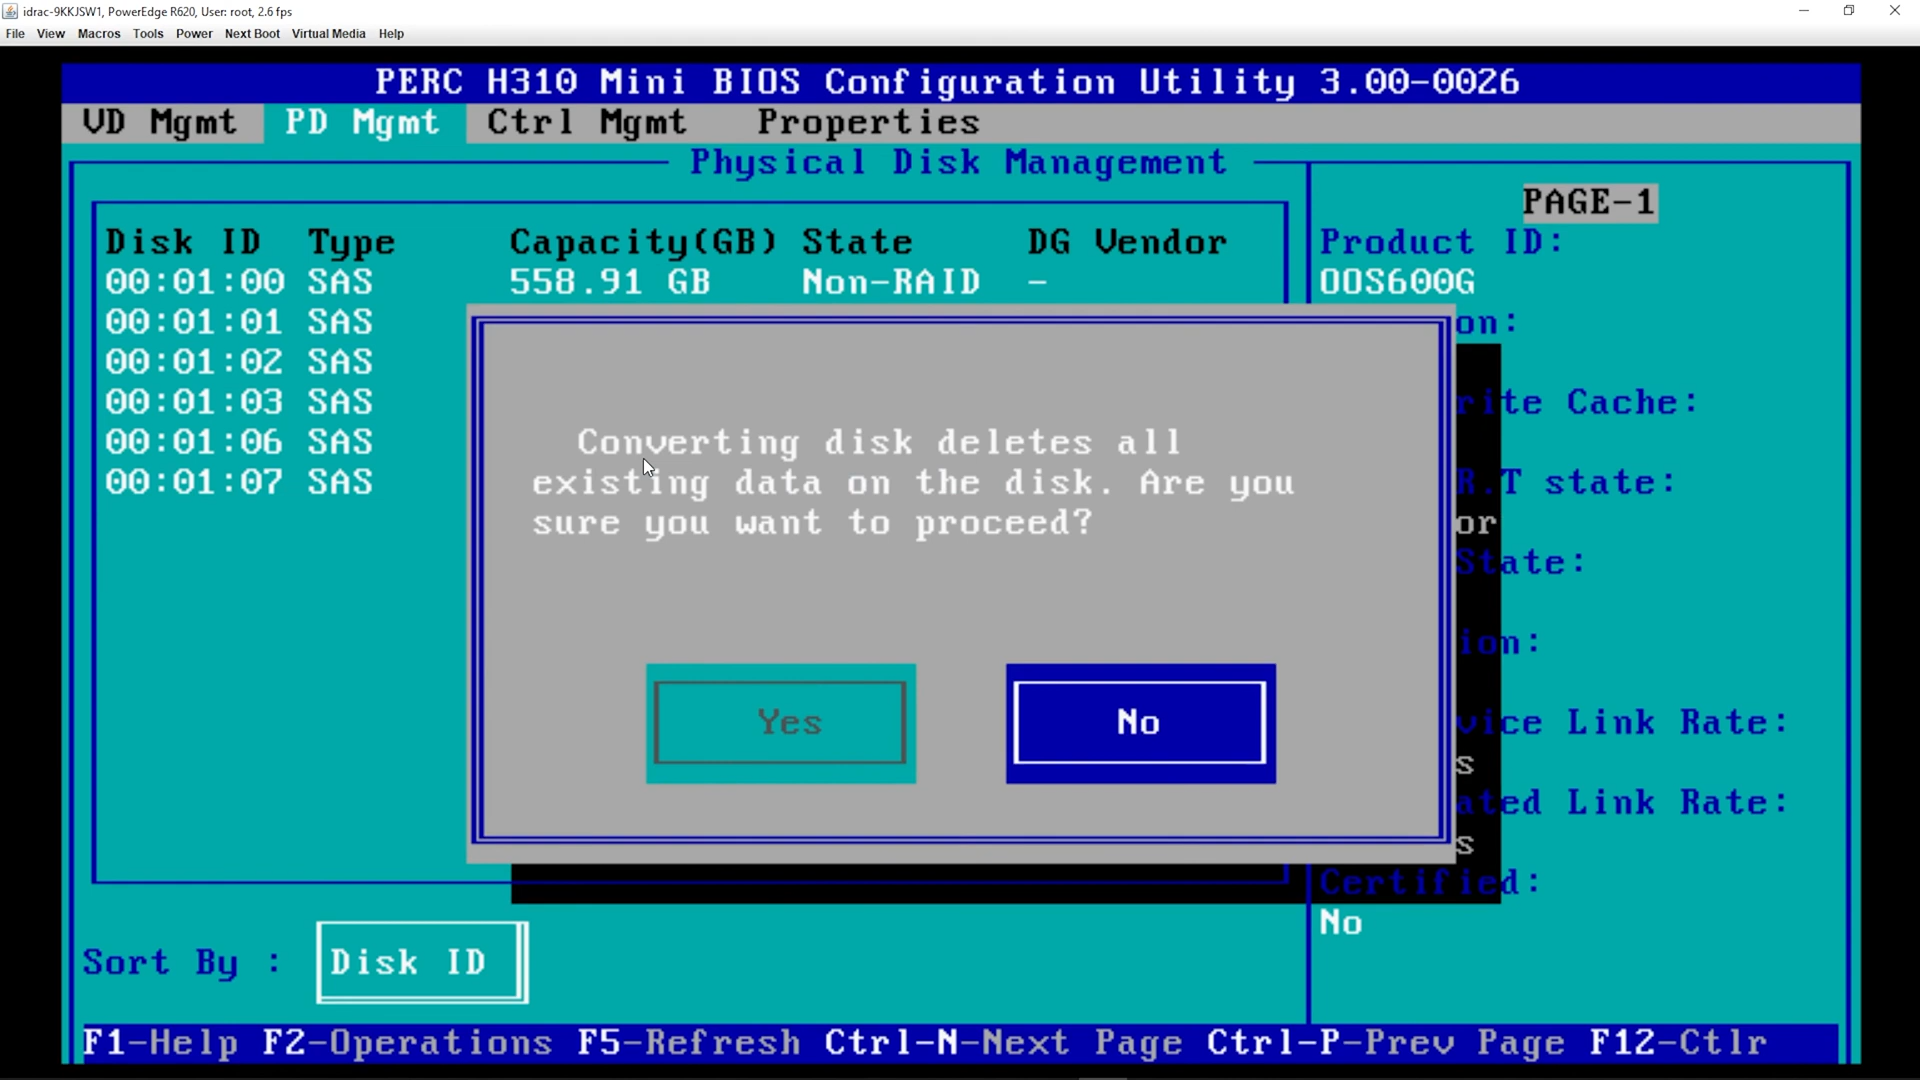 idrac-9KKJSW1, PowerEdge R620, User: root, 2.6 fps
File View Macros Tools Power Next Boot Virtual Media Help
PERC H310 Mini BIOS Configuration Utility 3.00-0026
VD Mgmt PD Mgmt Ctrl Mgmt Properties
Physical Disk Management
PAGE-1
Disk ID Type Capacity(GB) State DG Vendor
00:01:00 SAS 558.91 GB Non-RAID -
00:01:01 SAS
00:01:02 SAS
00:01:03 SAS
00:01:06 SAS
00:01:07 SAS
Product ID:
OOS600G
on:
rite Cache:
R.T state:
or
State:
ion:
vice Link Rate:
s
ated Link Rate:
s
Certified:
No
Converting disk deletes all
existing data on the disk. Are you
sure you want to proceed?
Yes No
Sort By : Disk ID
F1-Help F2-Operations F5-Refresh Ctrl-N-Next Page Ctrl-P-Prev Page F12-Ctlr